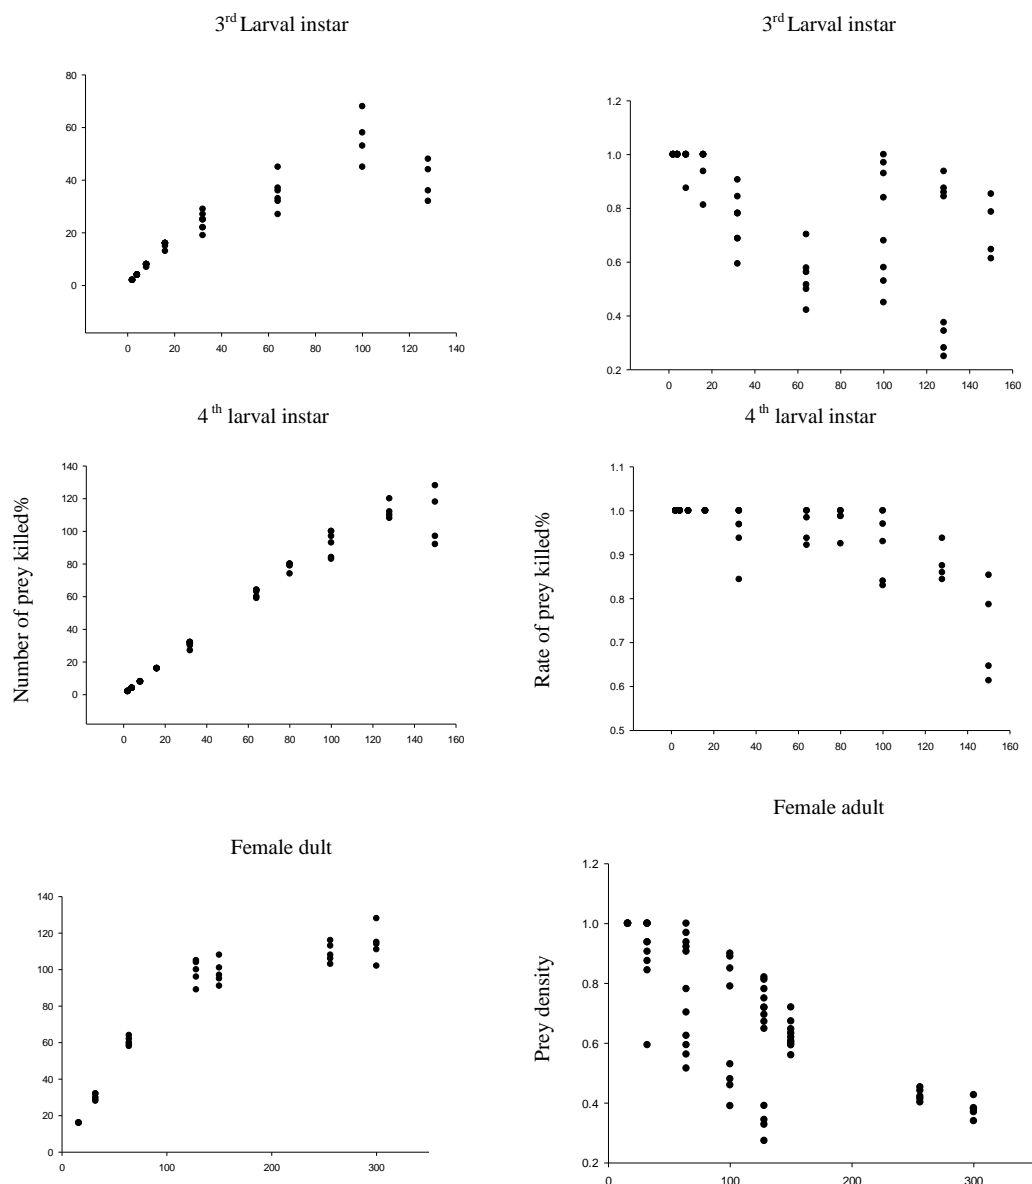 3rd Larval instar
3rd Larval instar
80
60
40
20
0
0 20 40 60 80 100 120 140
1.2
1.0
0.8
0.6
0.4
0.2
0 20 40 60 80 100 120 140 160
4th larval instar
4th larval instar
Number of prey killed%
140
120
100
80
60
40
20
0
0 20 40 60 80 100 120 140 160
Rate of prey killed%
1.1
1.0
0.9
0.8
0.7
0.6
0.5
0 20 40 60 80 100 120 140 160
Female dult
Female adult
140
120
100
80
60
40
20
0
0 100 200 300
Prey density
1.2
1.0
0.8
0.6
0.4
0.2
0 100 200 300